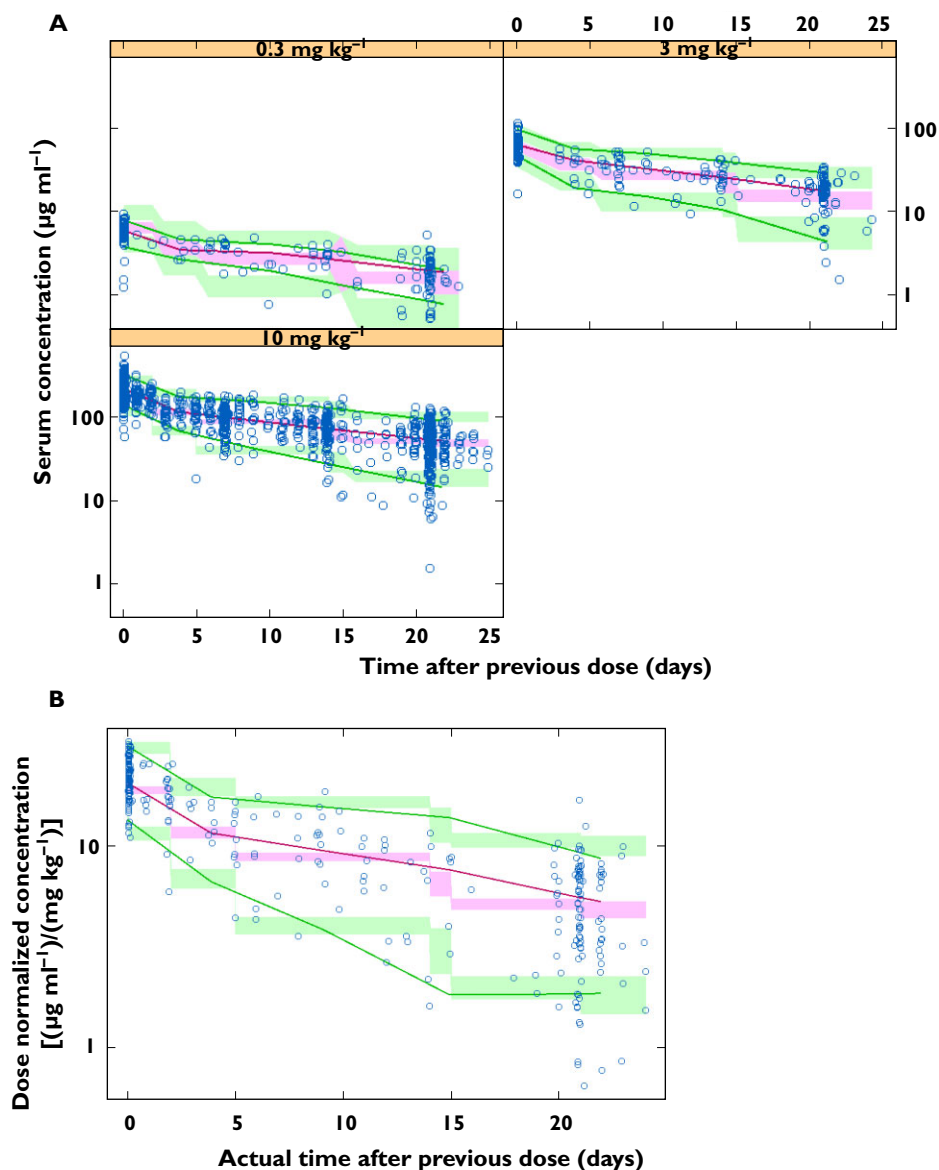 A
0 5 10 15 20 25
0.3 mg kg⁻¹
3 mg kg⁻¹
Serum concentration (µg ml⁻¹)
100
10
1
10 mg kg⁻¹
100
10
1
0 5 10 15 20 25
Time after previous dose (days)
B
Dose normalized concentration
[(µg ml⁻¹)/(mg kg⁻¹)]
10
1
0 5 10 15 20
Actual time after previous dose (days)